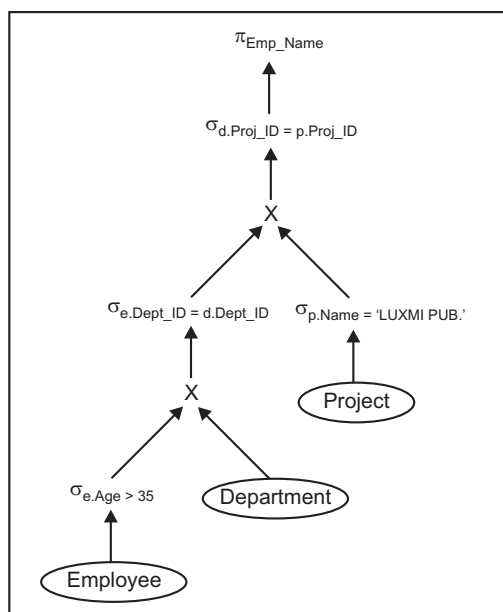 πEmp_Name
σd.Proj_ID = p.Proj_ID
X
σe.Dept_ID = d.Dept_ID
σp.Name = ‘LUXMI PUB.’
Project
X
σe.Age > 35
Department
Employee